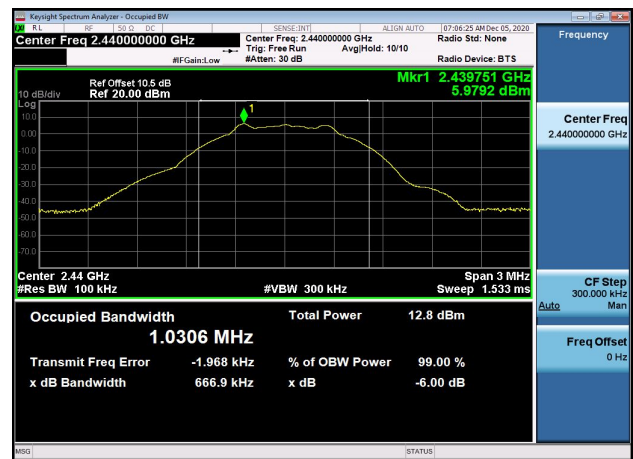 Keysight Spectrum Analyzer - Occupied BW
RL RF 50 Ω DC SENSE:INT ALIGN AUTO 07:06:25 AM Dec 05, 2020
Center Freq 2.440000000 GHz
Center Freq: 2.440000000 GHz
Radio Std: None
Trig: Free Run Avg|Hold: 10/10
#IFGain:Low #Atten: 30 dB Radio Device: BTS
Frequency
Ref Offset 10.5 dB
Mkr1 2.439751 GHz
10 dB/div Ref 20.00 dBm 5.9792 dBm
Log
1
10.0
0.00
-10.0
-20.0
-30.0
-40.0
-50.0
-60.0
-70.0
Center 2.44 GHz Span 3 MHz
#Res BW 100 kHz #VBW 300 kHz Sweep 1.533 ms
Center Freq
2.440000000 GHz
CF Step
300.000 kHz
Auto Man
Freq Offset
0 Hz
Occupied Bandwidth Total Power 12.8 dBm
1.0306 MHz
Transmit Freq Error -1.968 kHz % of OBW Power 99.00 %
x dB Bandwidth 666.9 kHz x dB -6.00 dB
MSG STATUS